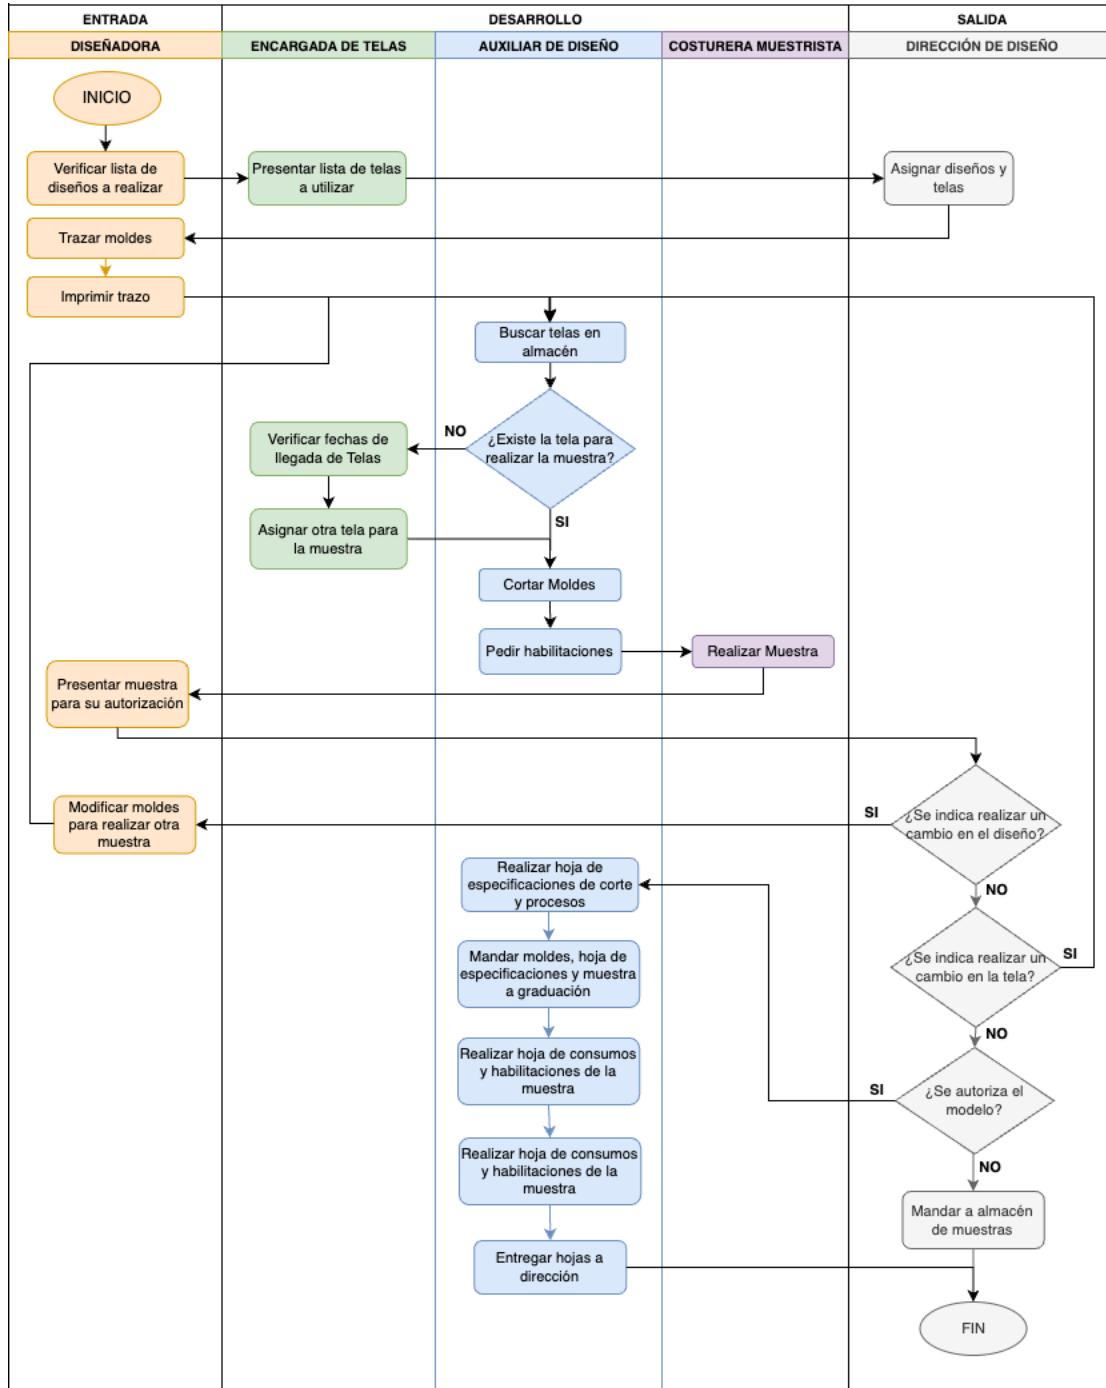 ENTRADA
DESARROLLO
SALIDA
DISEÑADORA
ENCARGADA DE TELAS
AUXILIAR DE DISEÑO
COSTURERA MUESTRISTA
DIRECCIÓN DE DISEÑO
INICIO
Verificar lista de
diseños a realizar
Presentar lista de telas
a utilizar
Asignar diseños y
telas
Trazar moldes
Imprimir trazo
Buscar telas en
almacén
¿Existe la tela para
realizar la muestra?
NO
SI
Verificar fechas de
llegada de Telas
Asignar otra tela para
la muestra
Cortar Moldes
Pedir habilitaciones
Realizar Muestra
Presentar muestra
para su autorización
¿Se indica realizar un
cambio en el diseño?
SI
NO
Modificar moldes
para realizar otra
muestra
¿Se indica realizar un
cambio en la tela?
SI
NO
¿Se autoriza el
modelo?
SI
NO
Realizar hoja de
especificaciones de corte
y procesos
Mandar moldes, hoja de
especificaciones y muestra
a graduación
Realizar hoja de consumos
y habilitaciones de la
muestra
Realizar hoja de consumos
y habilitaciones de la
muestra
Entregar hojas a
dirección
Mandar a almacén
de muestras
FIN